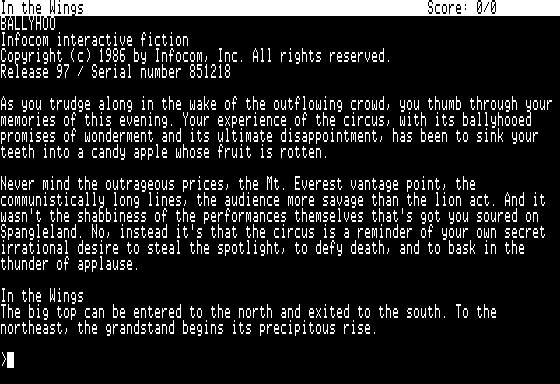 In the Wings Score: 0/0
BALLYHOO
Infocom interactive fiction
Copyright (c) 1986 by Infocom, Inc. All rights reserved.
Release 97 / Serial number 851218
As you trudge along in the wake of the outflowing crowd, you thumb through your
memories of this evening. Your experience of the circus, with its ballyhooed
promises of wonderment and its ultimate disappointment, has been to sink your
teeth into a candy apple whose fruit is rotten.
Never mind the outrageous prices, the Mt. Everest vantage point, the
communistically long lines, the audience more savage than the lion act. And it
wasn't the shabbiness of the performances themselves that's got you soured on
Spangleland. No, instead it's that the circus is a reminder of your own secret
irrational desire to steal the spotlight, to defy death, and to bask in the
thunder of applause.
In the Wings
The big top can be entered to the north and exited to the south. To the
northeast, the grandstand begins its precipitous rise.
>